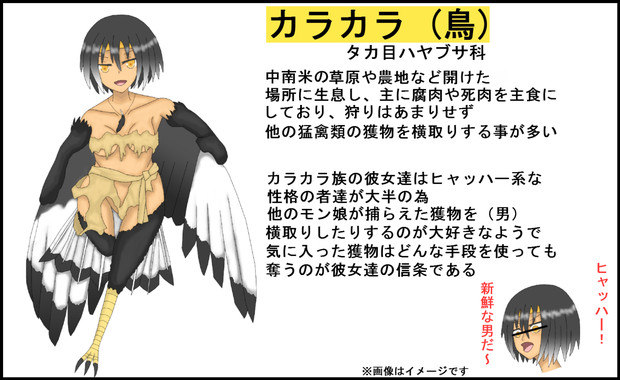 カラカラ（鳥）
タカ目ハヤブサ科
中南米の草原や農地など開けた
場所に生息し、主に腐肉や死肉を主食に
しており、狩りはあまりせず
他の猛禽類の獲物を横取りする事が多い
カラカラ族の彼女達はヒャッハー系な
性格の者達が大半の為
他のモン娘が捕らえた獲物を（男）
横取りしたりするのが大好きなようで
気に入った獲物はどんな手段を使っても
奪うのが彼女達の信条である
ヒャッハー！
新鮮な男だ～
※画像はイメージです